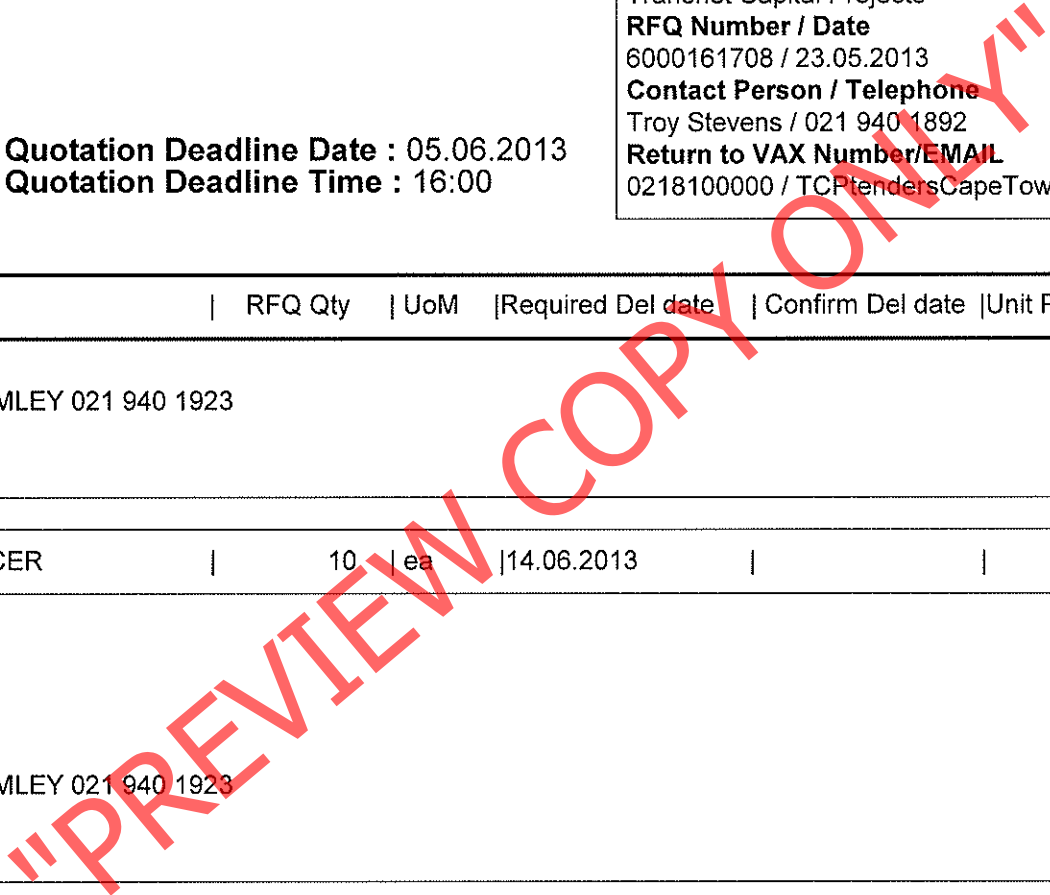 Transnet Capital Projects
RFQ Number / Date
6000161708 / 23.05.2013
Contact Person / Telephone
Troy Stevens / 021 940 1892
Quotation Deadline Date : 05.06.2013
Return to VAX Number/EMAIL
Quotation Deadline Time : 16:00
0218100000 / TCPtendersCapeTow
| RFQ Qty | UoM |Required Del date | Confirm Del date |Unit P
MLEY 021 940 1923
CER | 10 | ea |14.06.2013 | |
MLEY 021 940 1923
"PREVIEW COPY ONLY"